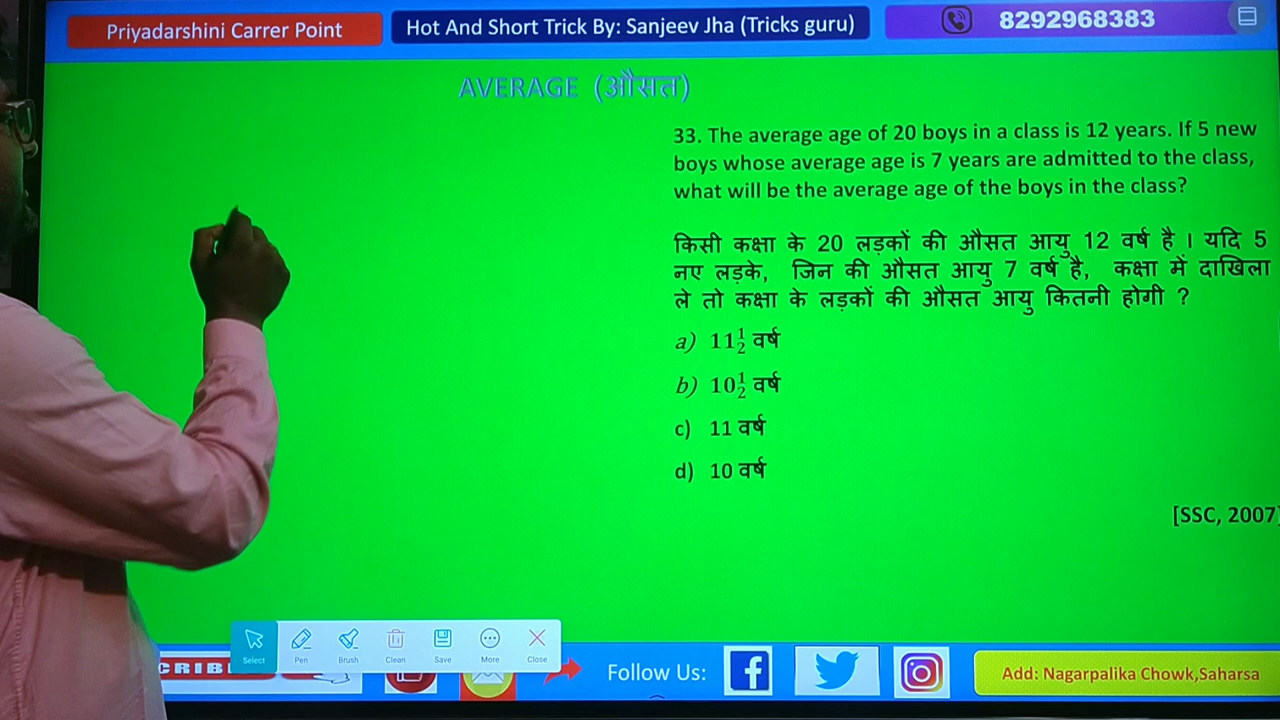 Priyadarshini Carrer Point
Hot And Short Trick By: Sanjeev Jha (Tricks guru)
8292968383
AVERAGE (औसत)
33. The average age of 20 boys in a class is 12 years. If 5 new
boys whose average age is 7 years are admitted to the class,
what will be the average age of the boys in the class?
किसी कक्षा के 20 लड़कों की औसत आयु 12 वर्ष है । यदि 5
नए लड़के, जिन की औसत आयु 7 वर्ष है, कक्षा में दाखिला
ले तो कक्षा के लड़कों की औसत आयु कितनी होगी ?
a) 11 1/2 वर्ष
b) 10 1/2 वर्ष
c) 11 वर्ष
d) 10 वर्ष
[SSC, 2007]
Select Pen Brush Clean Save More Close
CRIB
Follow Us:
Add: Nagarpalika Chowk,Saharsa